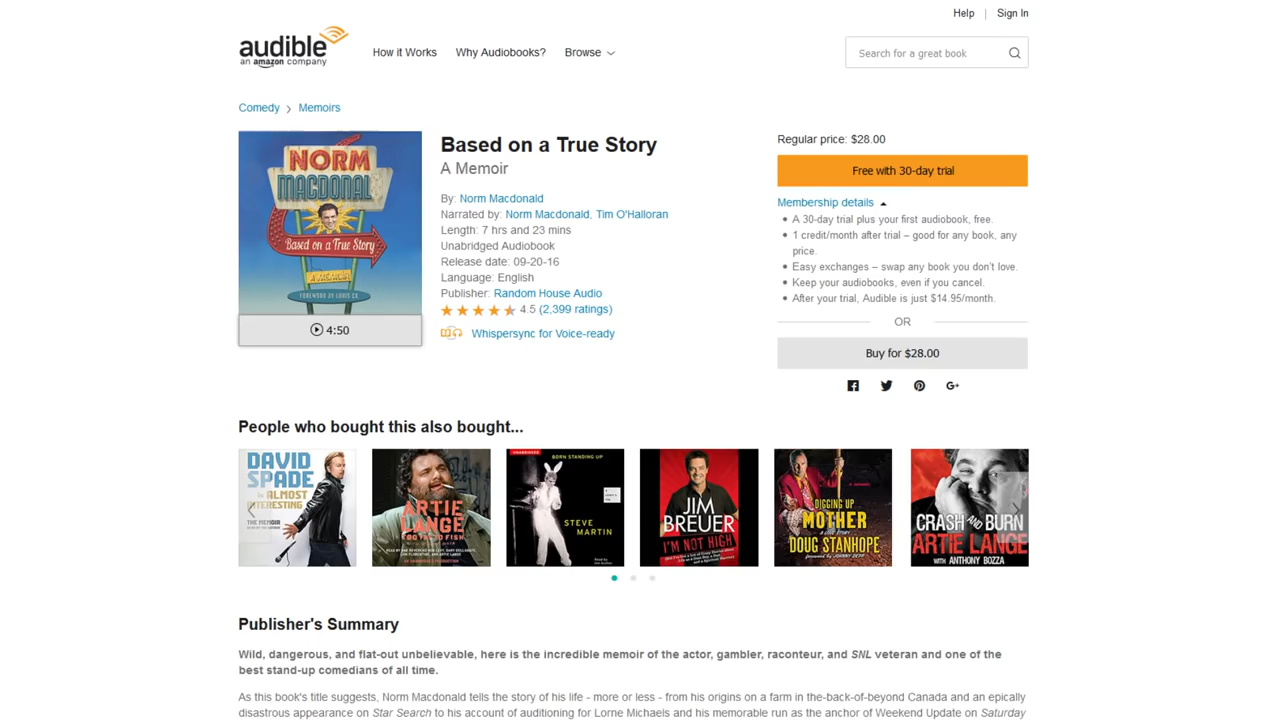 Help | Sign In
audible
an amazon company
How it Works Why Audiobooks? Browse
Search for a great book
Comedy > Memoirs
NORM
MACDONALD
Based on a True Story
A MEMOIR
FOREWORD BY LOUIS CK
4:50
Based on a True Story
A Memoir
By: Norm Macdonald
Narrated by: Norm Macdonald, Tim O'Halloran
Length: 7 hrs and 23 mins
Unabridged Audiobook
Release date: 09-20-16
Language: English
Publisher: Random House Audio
4.5 (2,399 ratings)
Whispersync for Voice-ready
Regular price: $28.00
Free with 30-day trial
Membership details
A 30-day trial plus your first audiobook, free.
1 credit/month after trial – good for any book, any
price.
Easy exchanges – swap any book you don't love.
Keep your audiobooks, even if you cancel.
After your trial, Audible is just $14.95/month.
OR
Buy for $28.00
People who bought this also bought...
DAVID
SPADE
is ALMOST
INTERESTING
THE MEMOIR
ARTIE
LANGE
TOO FAT TO FISH
UNABRIDGED
BORN STANDING UP
STEVE
MARTIN
JIM
BREUER
I'M NOT HIGH
DIGGING UP
MOTHER
A LOVE STORY
DOUG STANHOPE
foreword by JOHNNY DEPP
CRASH AND BURN
ARTIE LANGE
WITH ANTHONY BOZZA
Publisher's Summary
Wild, dangerous, and flat-out unbelievable, here is the incredible memoir of the actor, gambler, raconteur, and SNL veteran and one of the
best stand-up comedians of all time.
As this book's title suggests, Norm Macdonald tells the story of his life - more or less - from his origins on a farm in the-back-of-beyond Canada and an epically
disastrous appearance on Star Search to his account of auditioning for Lorne Michaels and his memorable run as the anchor of Weekend Update on Saturday